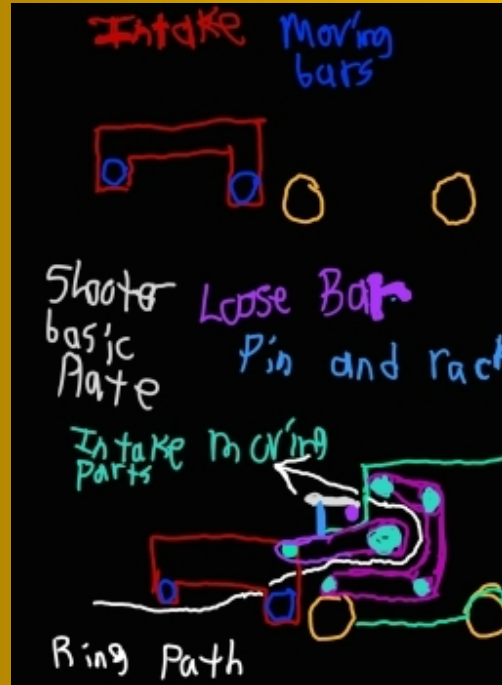 Intake Moving
bars
Shooter
basic
Plate
Loose Bar
Pin and rack
Intake moving
Parts
Ring Path